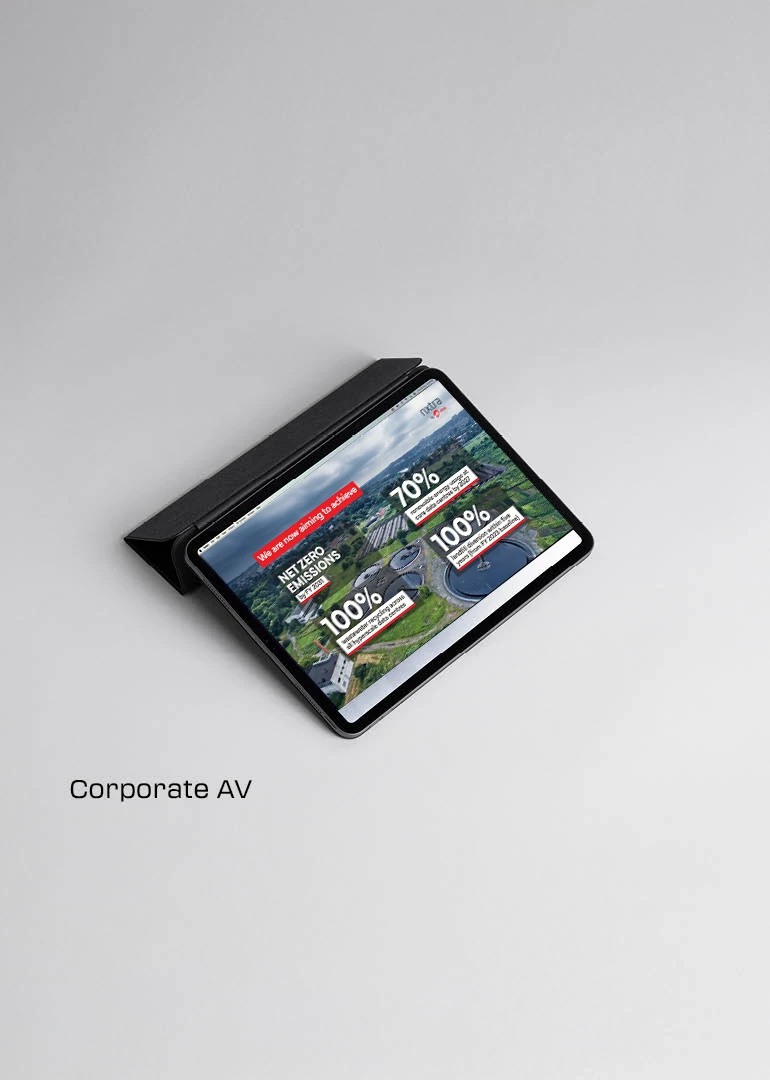 nxtra
by airtel
We are now aiming to achieve
NET ZERO
EMISSIONS
by FY 2031
70%
renewable energy usage at
core data centres by 2027
100%
landfill diversion within five
years (from FY 2023 baseline)
100%
wastewater recycling across
all hyperscale data centres
Corporate AV